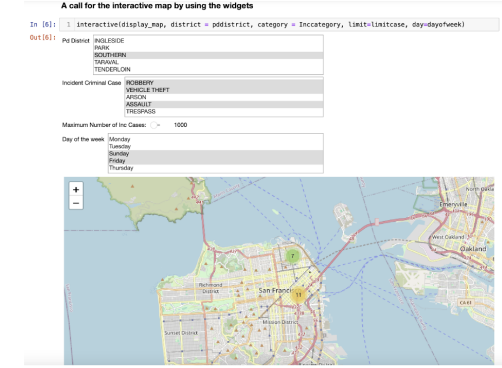 A call for the interactive map by using the widgets
In [6]: 1 interactive(display_map, district = pddistrict, category = Inccategory, limit=limitcase, day=dayofweek)
Out[6]:
Pd District
INGLESIDE
PARK
SOUTHERN
TARAVAL
TENDERLOIN
Incident Criminal Case
ROBBERY
VEHICLE THEFT
ARSON
ASSAULT
TRESPASS
Maximum Number of Inc Cases: 1000
Day of the week
Monday
Tuesday
Sunday
Friday
Thursday
+
−
Emeryville
West Oakland
Oakland
7
Richmond
District
San Franci
11
Mission District
Sunset District